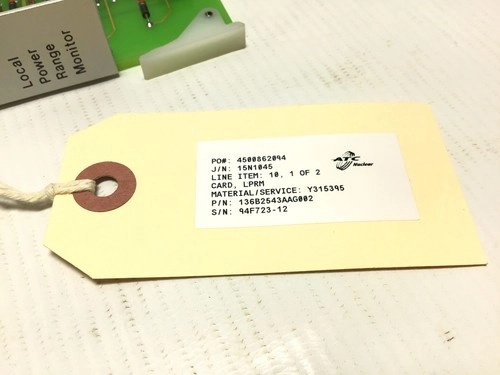 Local
Power
Range
Monitor
PO#: 4500862094
J/N: 15N1045
LINE ITEM: 10, 1 OF 2
CARD, LPRM
MATERIAL/SERVICE: Y315395
P/N: 136B2543AAG002
S/N: 94F723-12
ATC
Nuclear